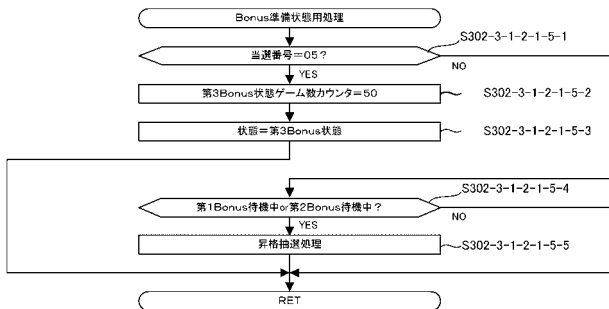 Bonus準備状態用処理
S302-3-1-2-1-5-1
当選番号＝05？
NO
YES
第3Bonus状態ゲーム数カウンター＝50
S302-3-1-2-1-5-2
状態＝第3Bonus状態
S302-3-1-2-1-5-3
S302-3-1-2-1-5-4
第1Bonus待機中or第2Bonus待機中？
NO
YES
昇格抽選処理
S302-3-1-2-1-5-5
RET